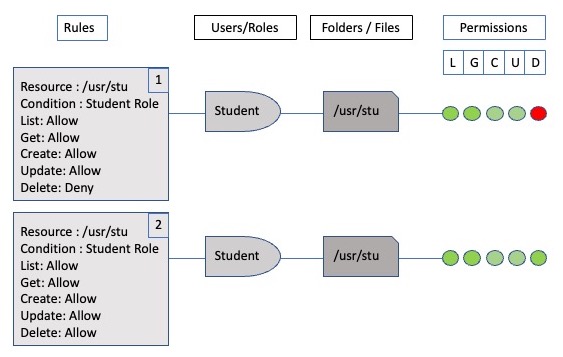 Rules
Users/Roles
Folders / Files
Permissions
L G C U D
1
Resource : /usr/stu
Condition : Student Role
List: Allow
Get: Allow
Create: Allow
Update: Allow
Delete: Deny
Student
/usr/stu
2
Resource : /usr/stu
Condition : Student Role
List: Allow
Get: Allow
Create: Allow
Update: Allow
Delete: Allow
Student
/usr/stu